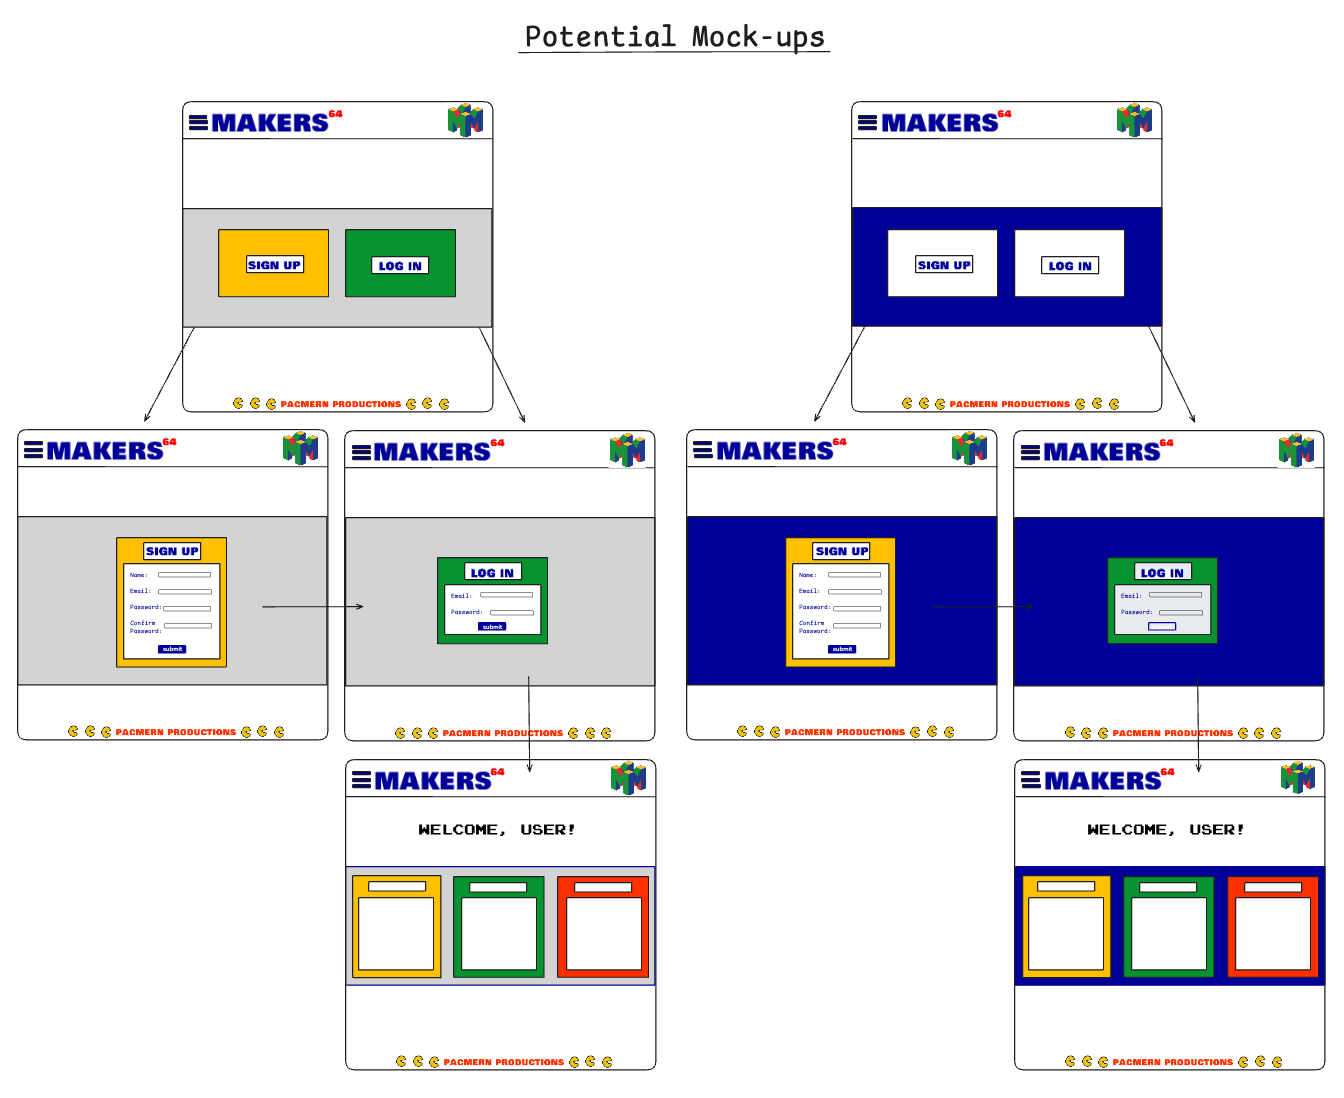 Potential Mock-ups
MAKERS 64
SIGN UP
LOG IN
PACMERN PRODUCTIONS
MAKERS 64
SIGN UP
LOG IN
PACMERN PRODUCTIONS
MAKERS 64
SIGN UP
Name:
Email:
Password:
Confirm
Password:
submit
PACMERN PRODUCTIONS
MAKERS 64
LOG IN
Email:
Password:
submit
PACMERN PRODUCTIONS
MAKERS 64
SIGN UP
Name:
Email:
Password:
Confirm
Password:
submit
PACMERN PRODUCTIONS
MAKERS 64
LOG IN
Email:
Password:
PACMERN PRODUCTIONS
MAKERS 64
WELCOME, USER!
PACMERN PRODUCTIONS
MAKERS 64
WELCOME, USER!
PACMERN PRODUCTIONS